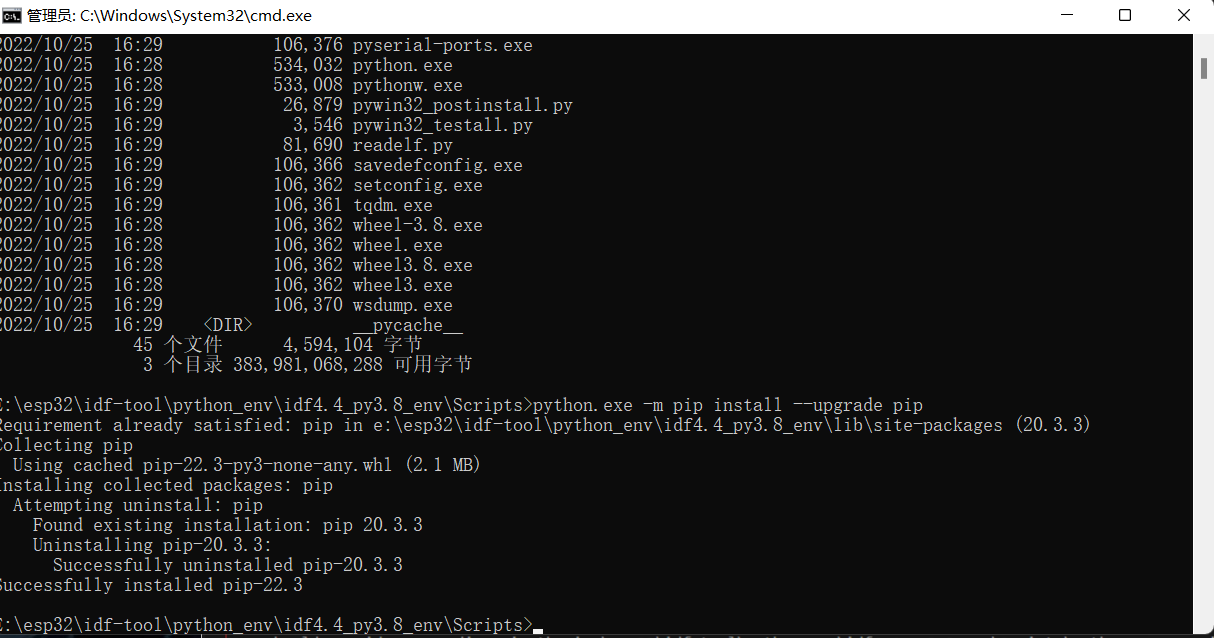 管理员: C:\Windows\System32\cmd.exe
2022/10/25  16:29           106,376 pyserial-ports.exe
2022/10/25  16:28           534,032 python.exe
2022/10/25  16:28           533,008 pythonw.exe
2022/10/25  16:29            26,879 pywin32_postinstall.py
2022/10/25  16:29             3,546 pywin32_testall.py
2022/10/25  16:29            81,690 readelf.py
2022/10/25  16:29           106,366 savedefconfig.exe
2022/10/25  16:29           106,362 setconfig.exe
2022/10/25  16:29           106,361 tqdm.exe
2022/10/25  16:28           106,362 wheel-3.8.exe
2022/10/25  16:28           106,362 wheel.exe
2022/10/25  16:28           106,362 wheel3.8.exe
2022/10/25  16:28           106,362 wheel3.exe
2022/10/25  16:29           106,370 wsdump.exe
2022/10/25  16:29    <DIR>          __pycache__
45 个文件      4,594,104 字节
3 个目录 383,981,068,288 可用字节
E:\esp32\idf-tool\python_env\idf4.4_py3.8_env\Scripts>python.exe -m pip install --upgrade pip
Requirement already satisfied: pip in e:\esp32\idf-tool\python_env\idf4.4_py3.8_env\lib\site-packages (20.3.3)
Collecting pip
Using cached pip-22.3-py3-none-any.whl (2.1 MB)
Installing collected packages: pip
Attempting uninstall: pip
Found existing installation: pip 20.3.3
Uninstalling pip-20.3.3:
Successfully uninstalled pip-20.3.3
Successfully installed pip-22.3
E:\esp32\idf-tool\python_env\idf4.4_py3.8_env\Scripts>